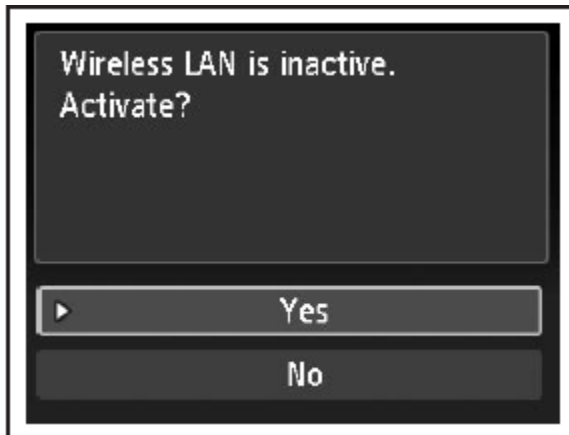 Wireless LAN is inactive.
Activate?
Yes
No